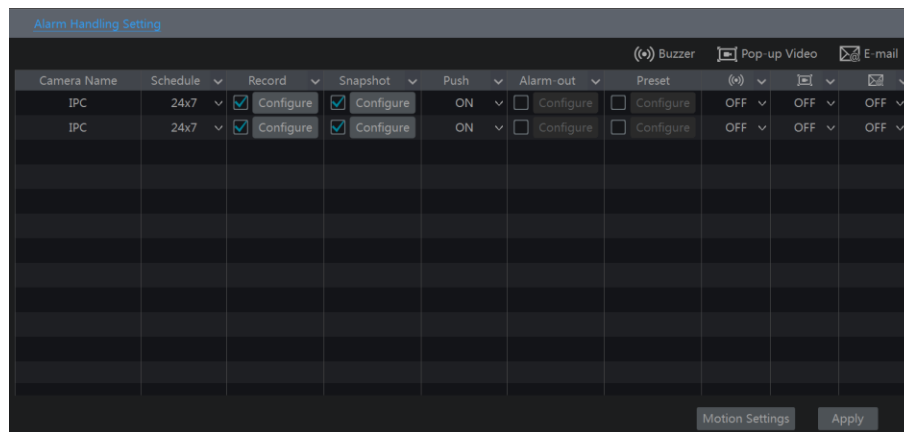 Alarm Handling Setting
Buzzer Pop-up Video E-mail
Camera Name Schedule Record Snapshot Push Alarm-out Preset
IPC 24x7 Configure Configure ON Configure Configure OFF OFF OFF
IPC 24x7 Configure Configure ON Configure Configure OFF OFF OFF
Motion Settings Apply